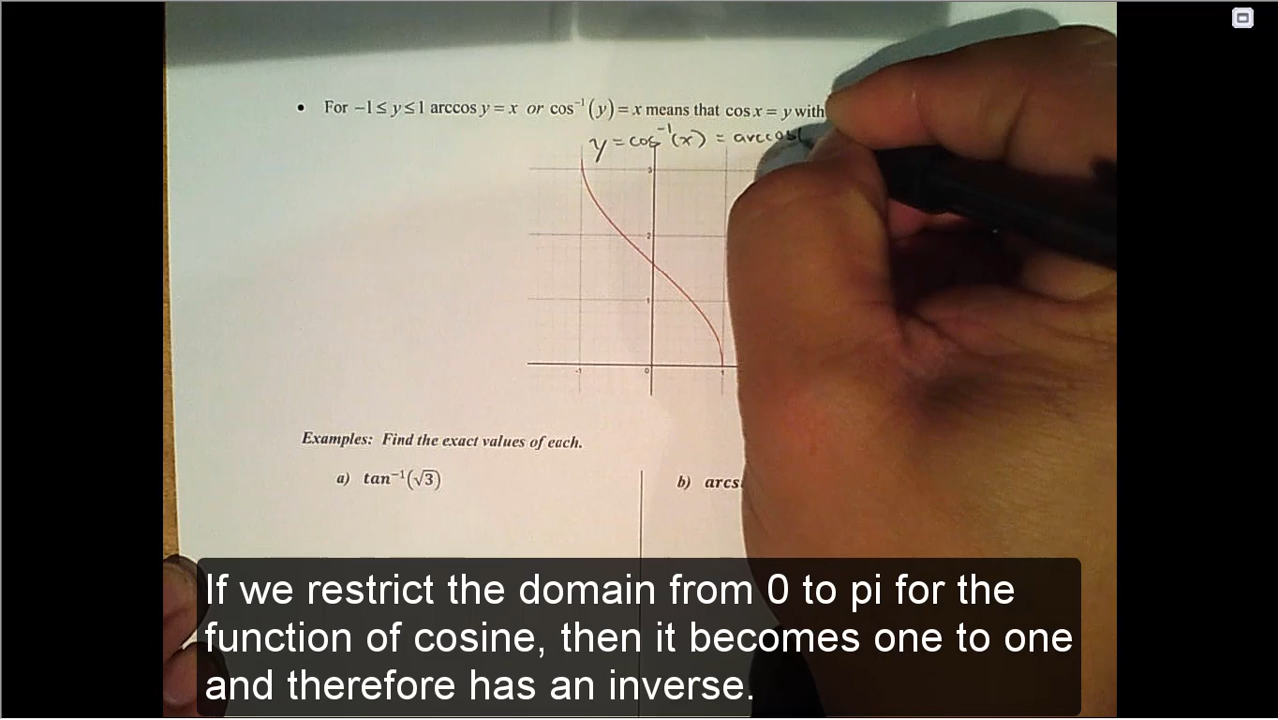 • For −1 ≤ y ≤ 1 arccos y = x or cos⁻¹(y) = x means that cos x = y with
y = cos⁻¹(x) = arccos(
3
2
1
-1 0 1
Examples: Find the exact values of each.
a) tan⁻¹(√3) b) arcs
If we restrict the domain from 0 to pi for the
function of cosine, then it becomes one to one
and therefore has an inverse.